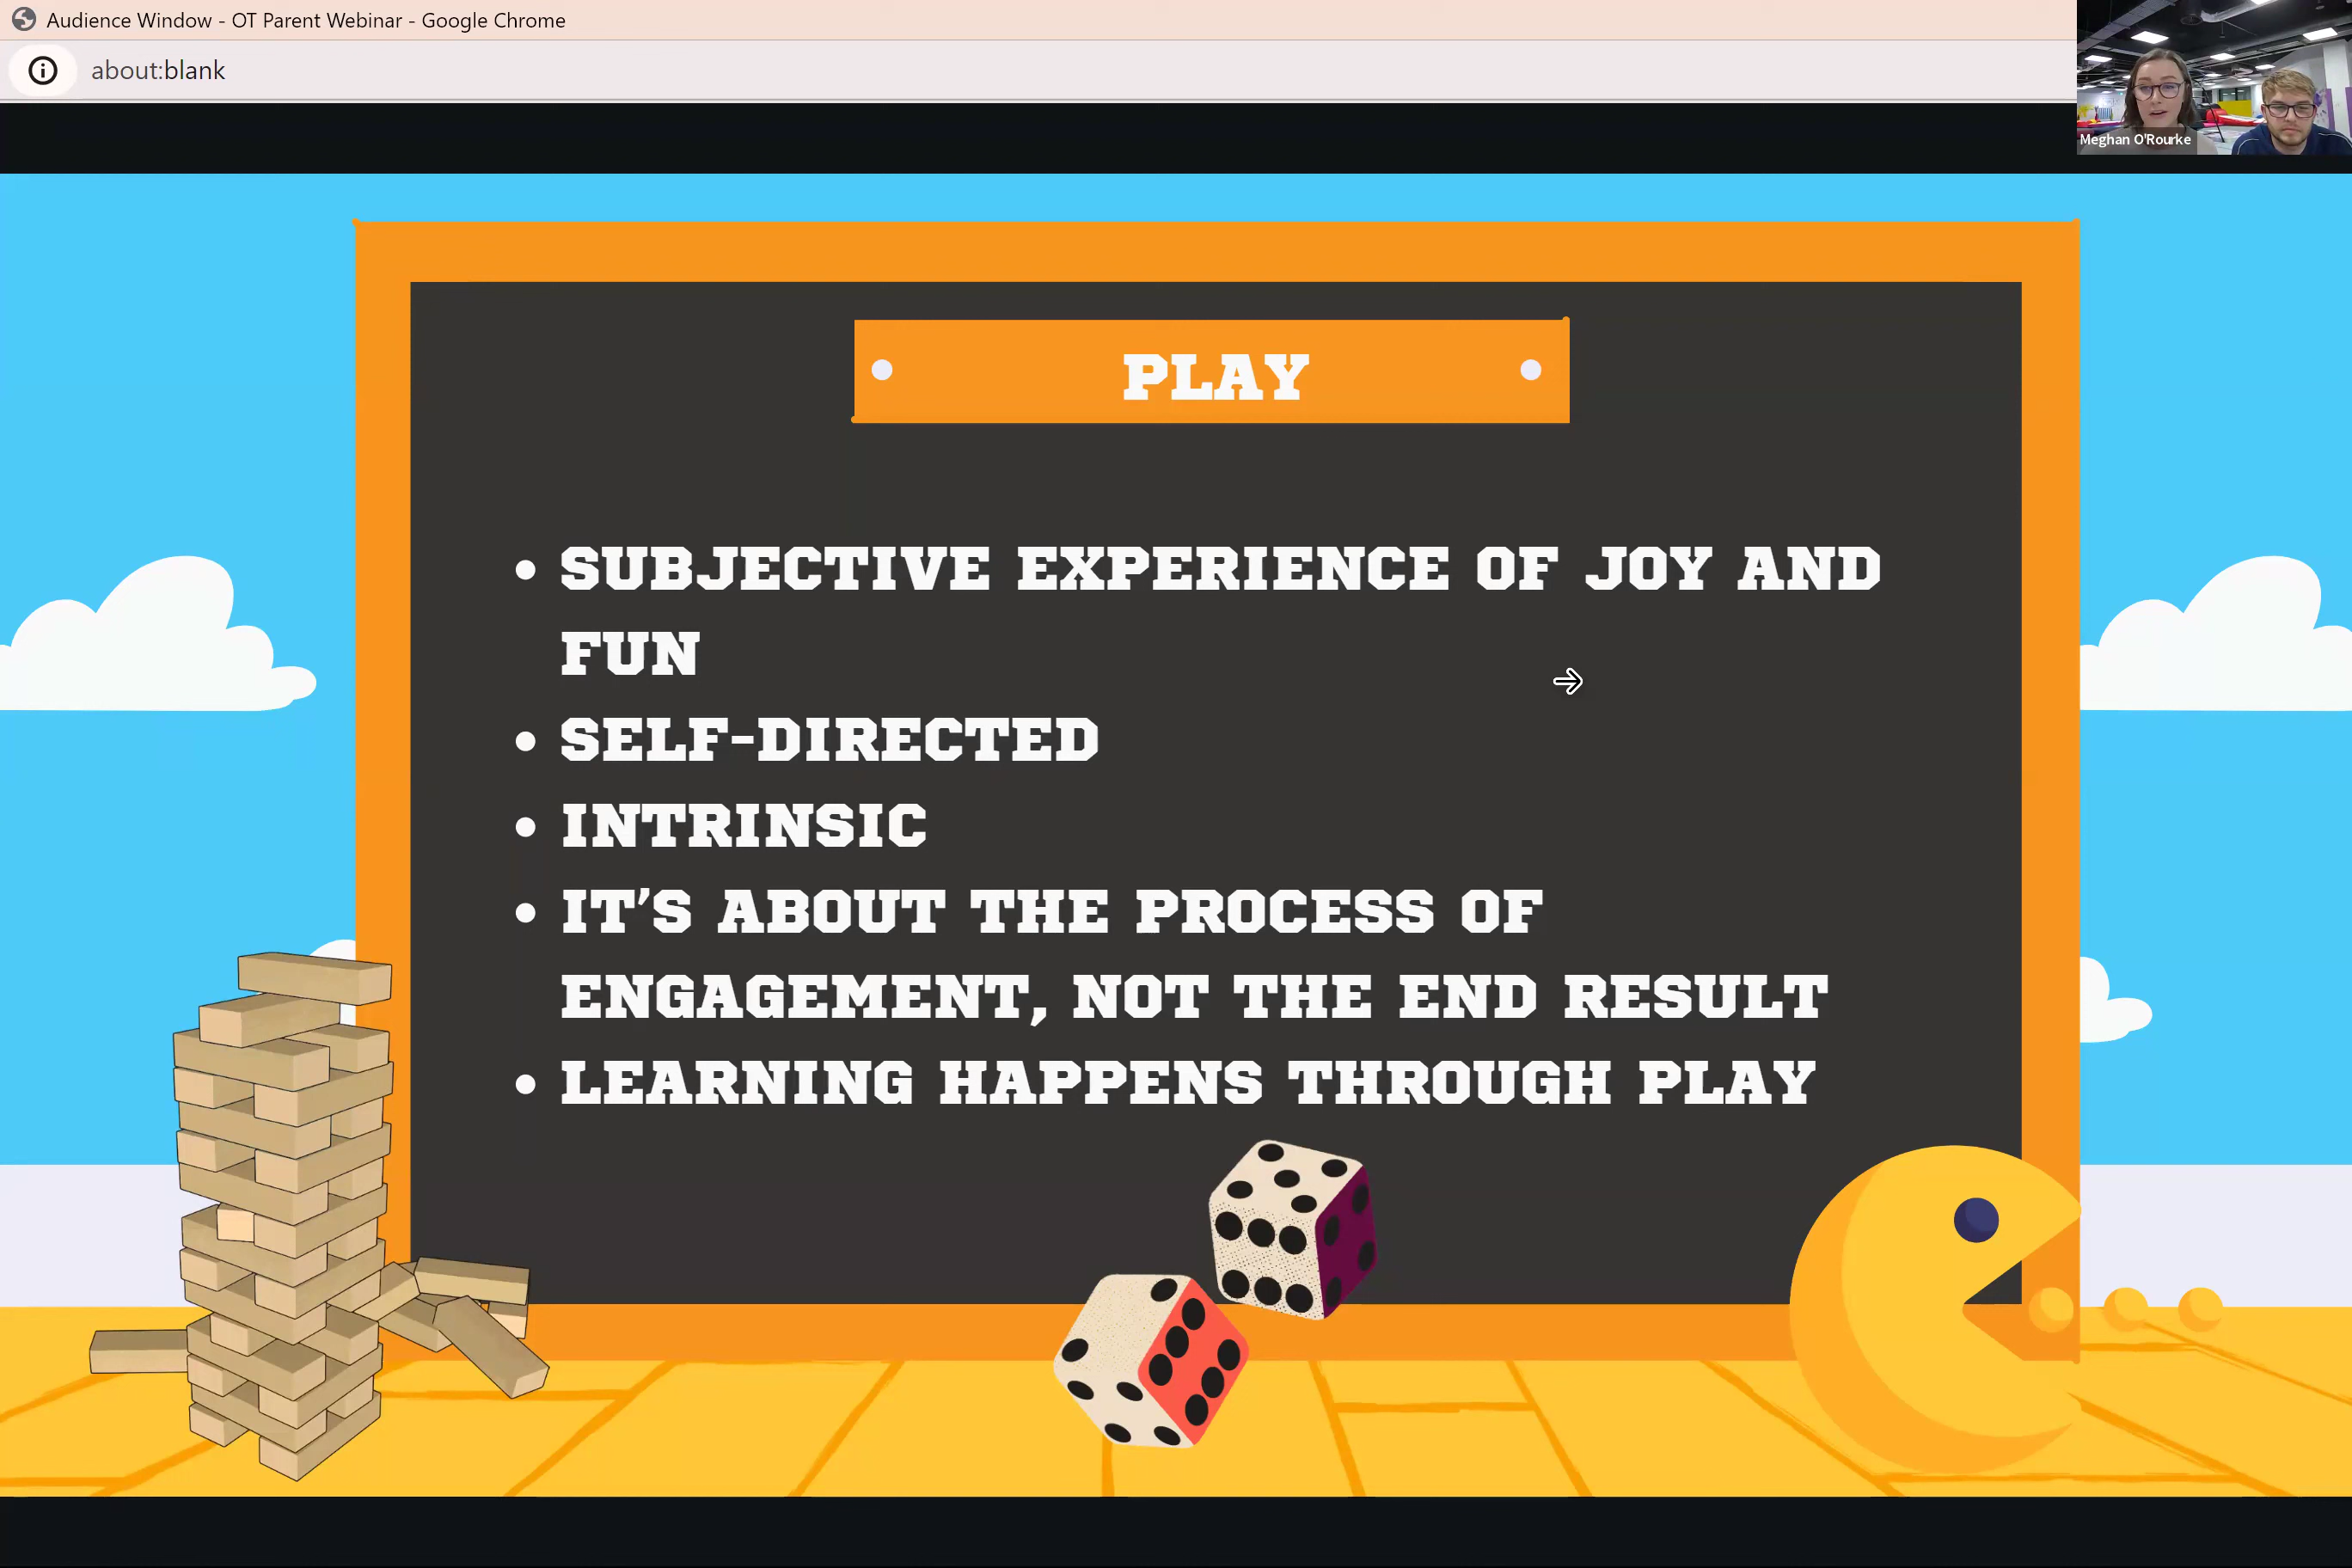 Audience Window - OT Parent Webinar - Google Chrome
about:blank
Meghan O'Rourke
PLAY
• SUBJECTIVE EXPERIENCE OF JOY AND
FUN
• SELF-DIRECTED
• INTRINSIC
• IT'S ABOUT THE PROCESS OF
ENGAGEMENT, NOT THE END RESULT
• LEARNING HAPPENS THROUGH PLAY